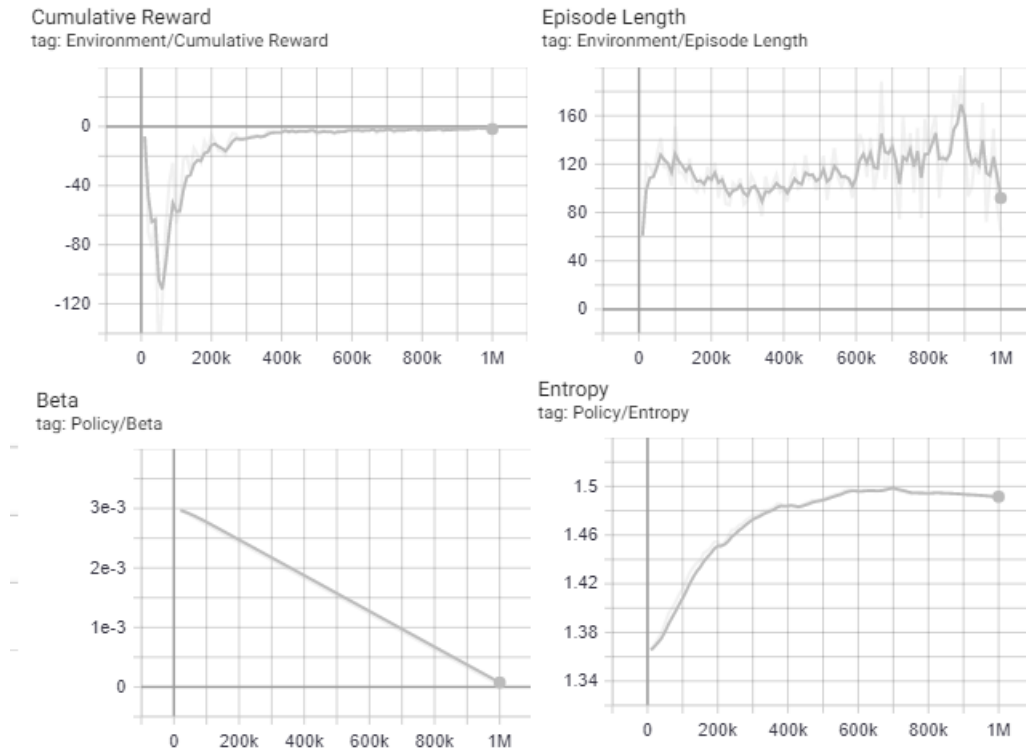 Cumulative Reward
tag: Environment/Cumulative Reward
0
-40
-80
-120
0 200k 400k 600k 800k 1M
Episode Length
tag: Environment/Episode Length
160
120
80
40
0
0 200k 400k 600k 800k 1M
Beta
tag: Policy/Beta
3e-3
2e-3
1e-3
0
0 200k 400k 600k 800k 1M
Entropy
tag: Policy/Entropy
1.5
1.46
1.42
1.38
1.34
0 200k 400k 600k 800k 1M